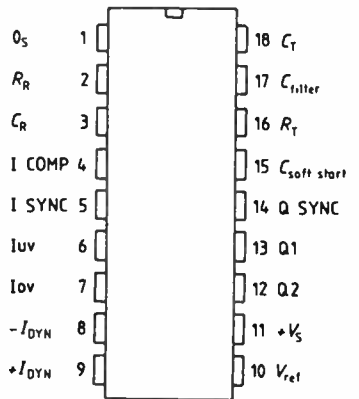 0S 1 18 CT
RR 2 17 Cfilter
CR 3 16 RT
I COMP 4 15 Csoft start
I SYNC 5 14 Q SYNC
Iuv 6 13 Q1
Iov 7 12 Q2
-IDYN 8 11 +VS
+IDYN 9 10 Vref